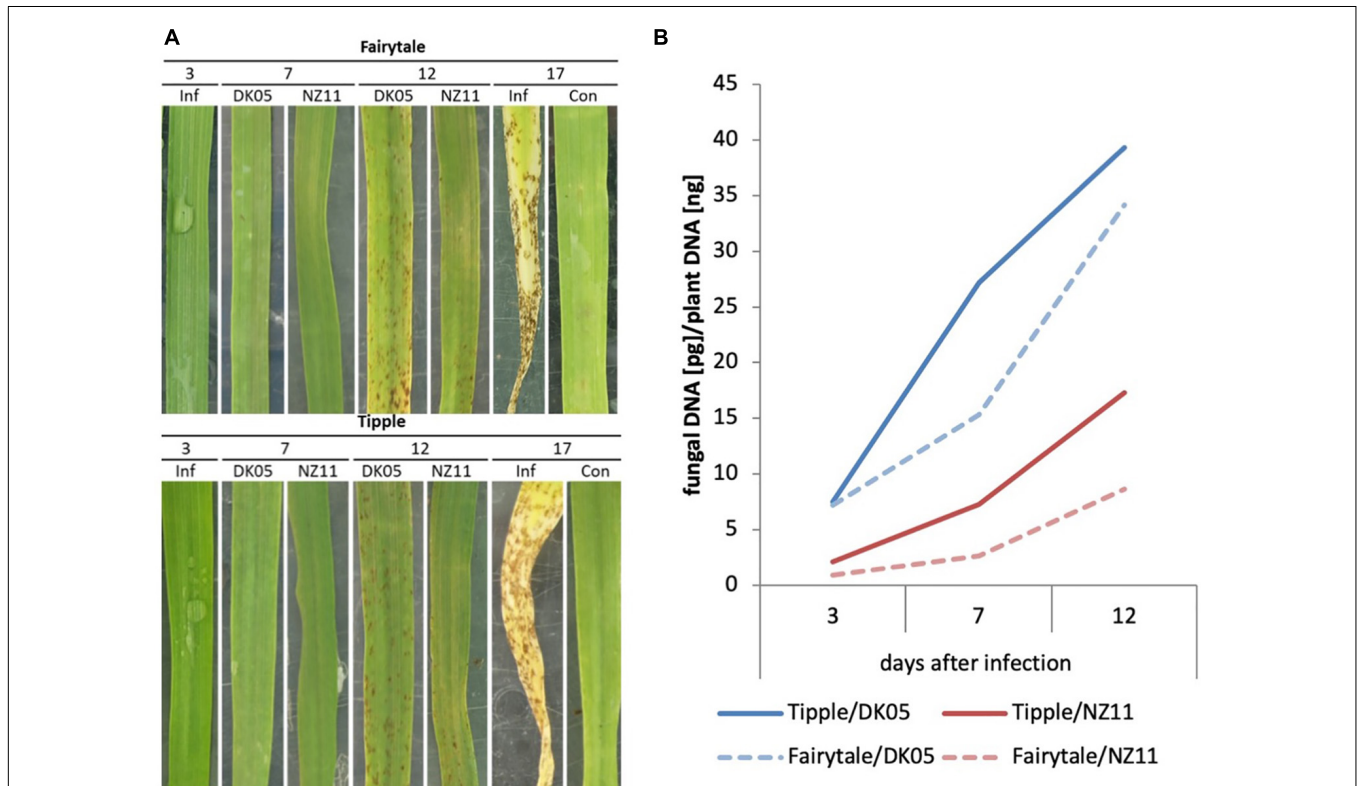 A
Fairytale
3 7 12 17
Inf DK05 NZ11 DK05 NZ11 Inf Con
Tipple
3 7 12 17
Inf DK05 NZ11 DK05 NZ11 Inf Con
B
fungal DNA [pg]/plant DNA [ng]
45
40
35
30
25
20
15
10
5
0
3 7 12
days after infection
Tipple/DK05 Tipple/NZ11
Fairytale/DK05 Fairytale/NZ11